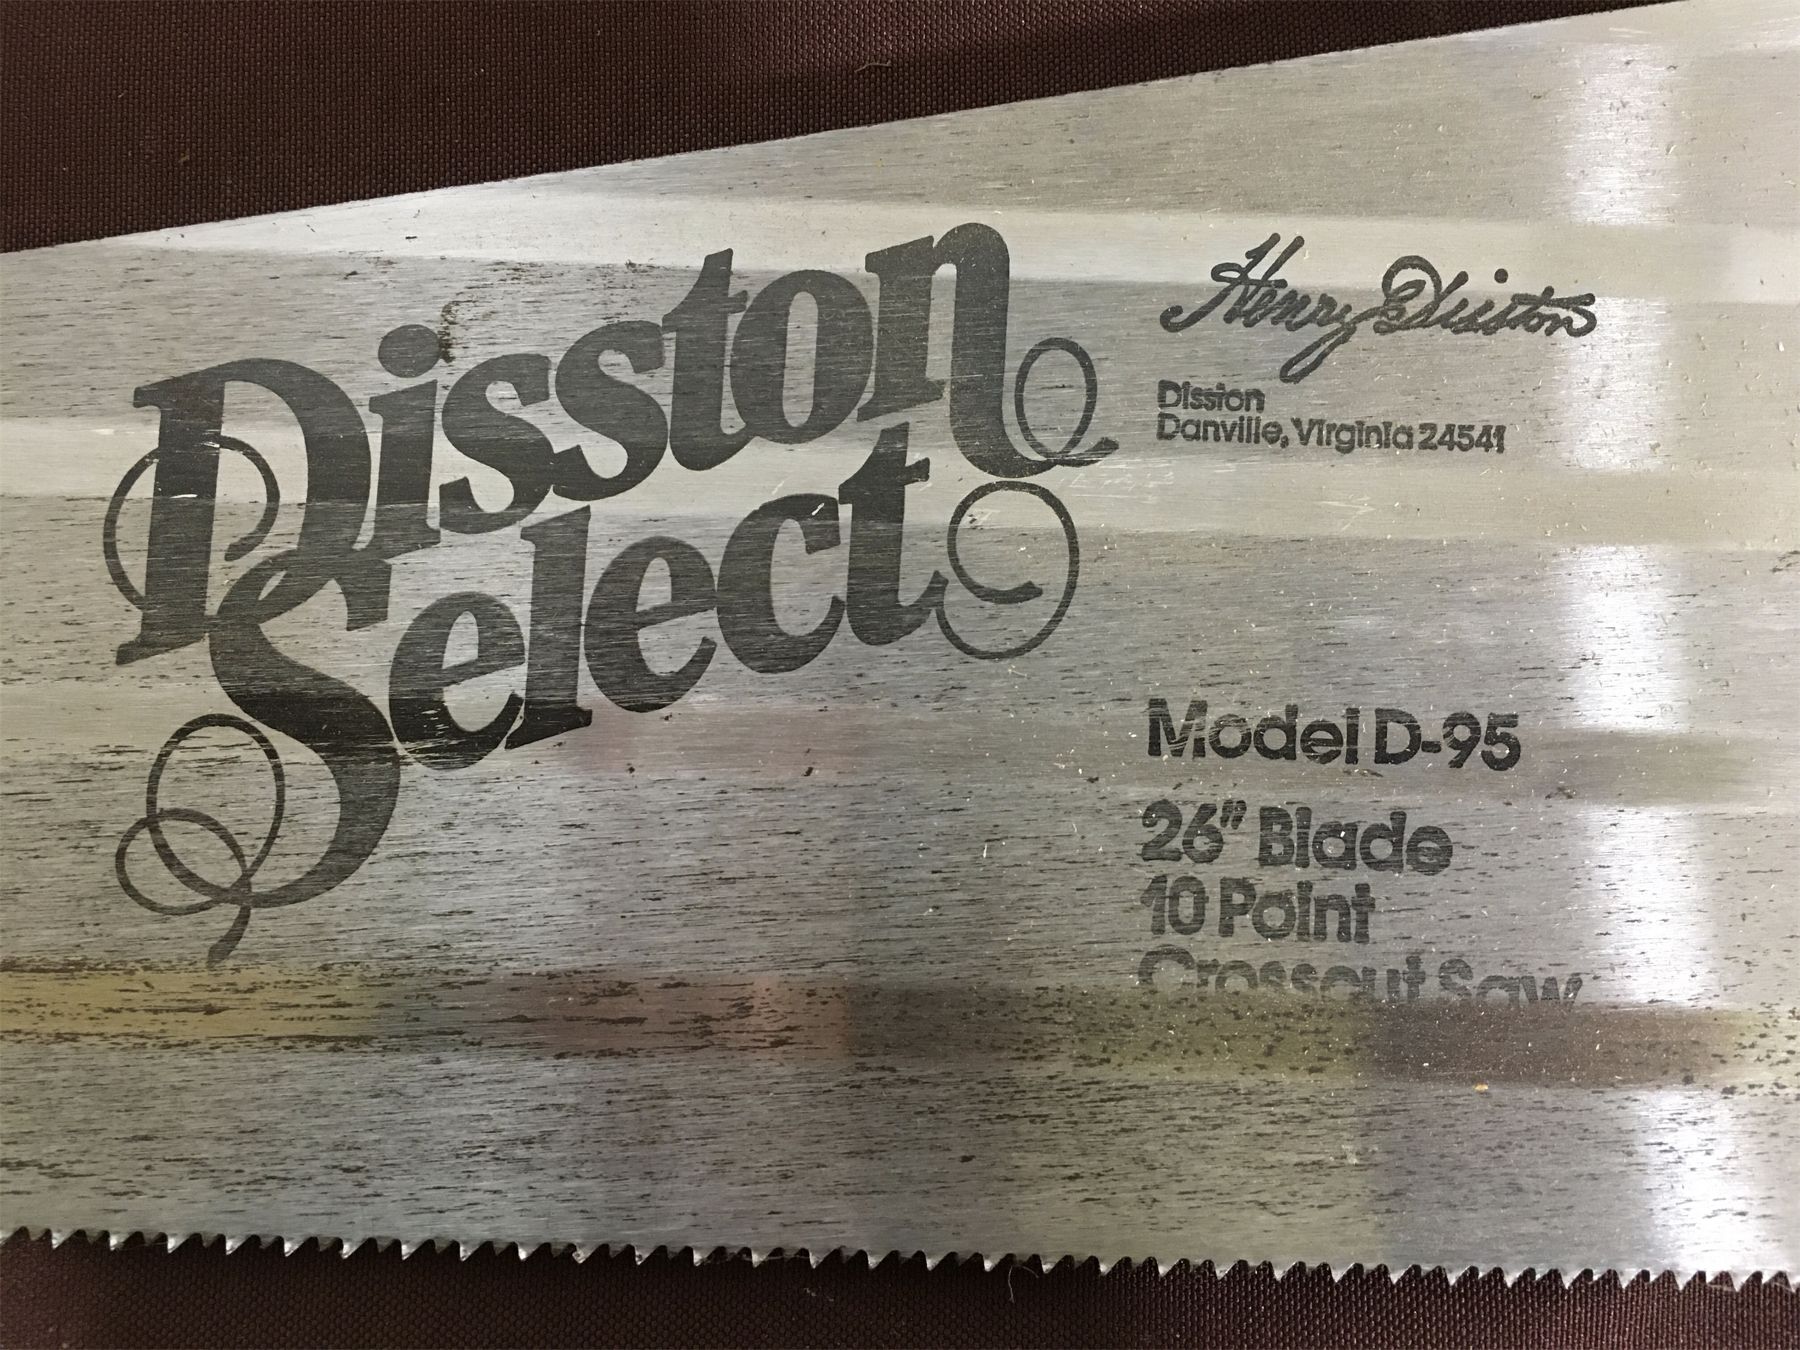 Disston
Select
Henry Disston
Disston
Danville, Virginia 24541
Model D-95
26" Blade
10 Point
Crosscut Saw